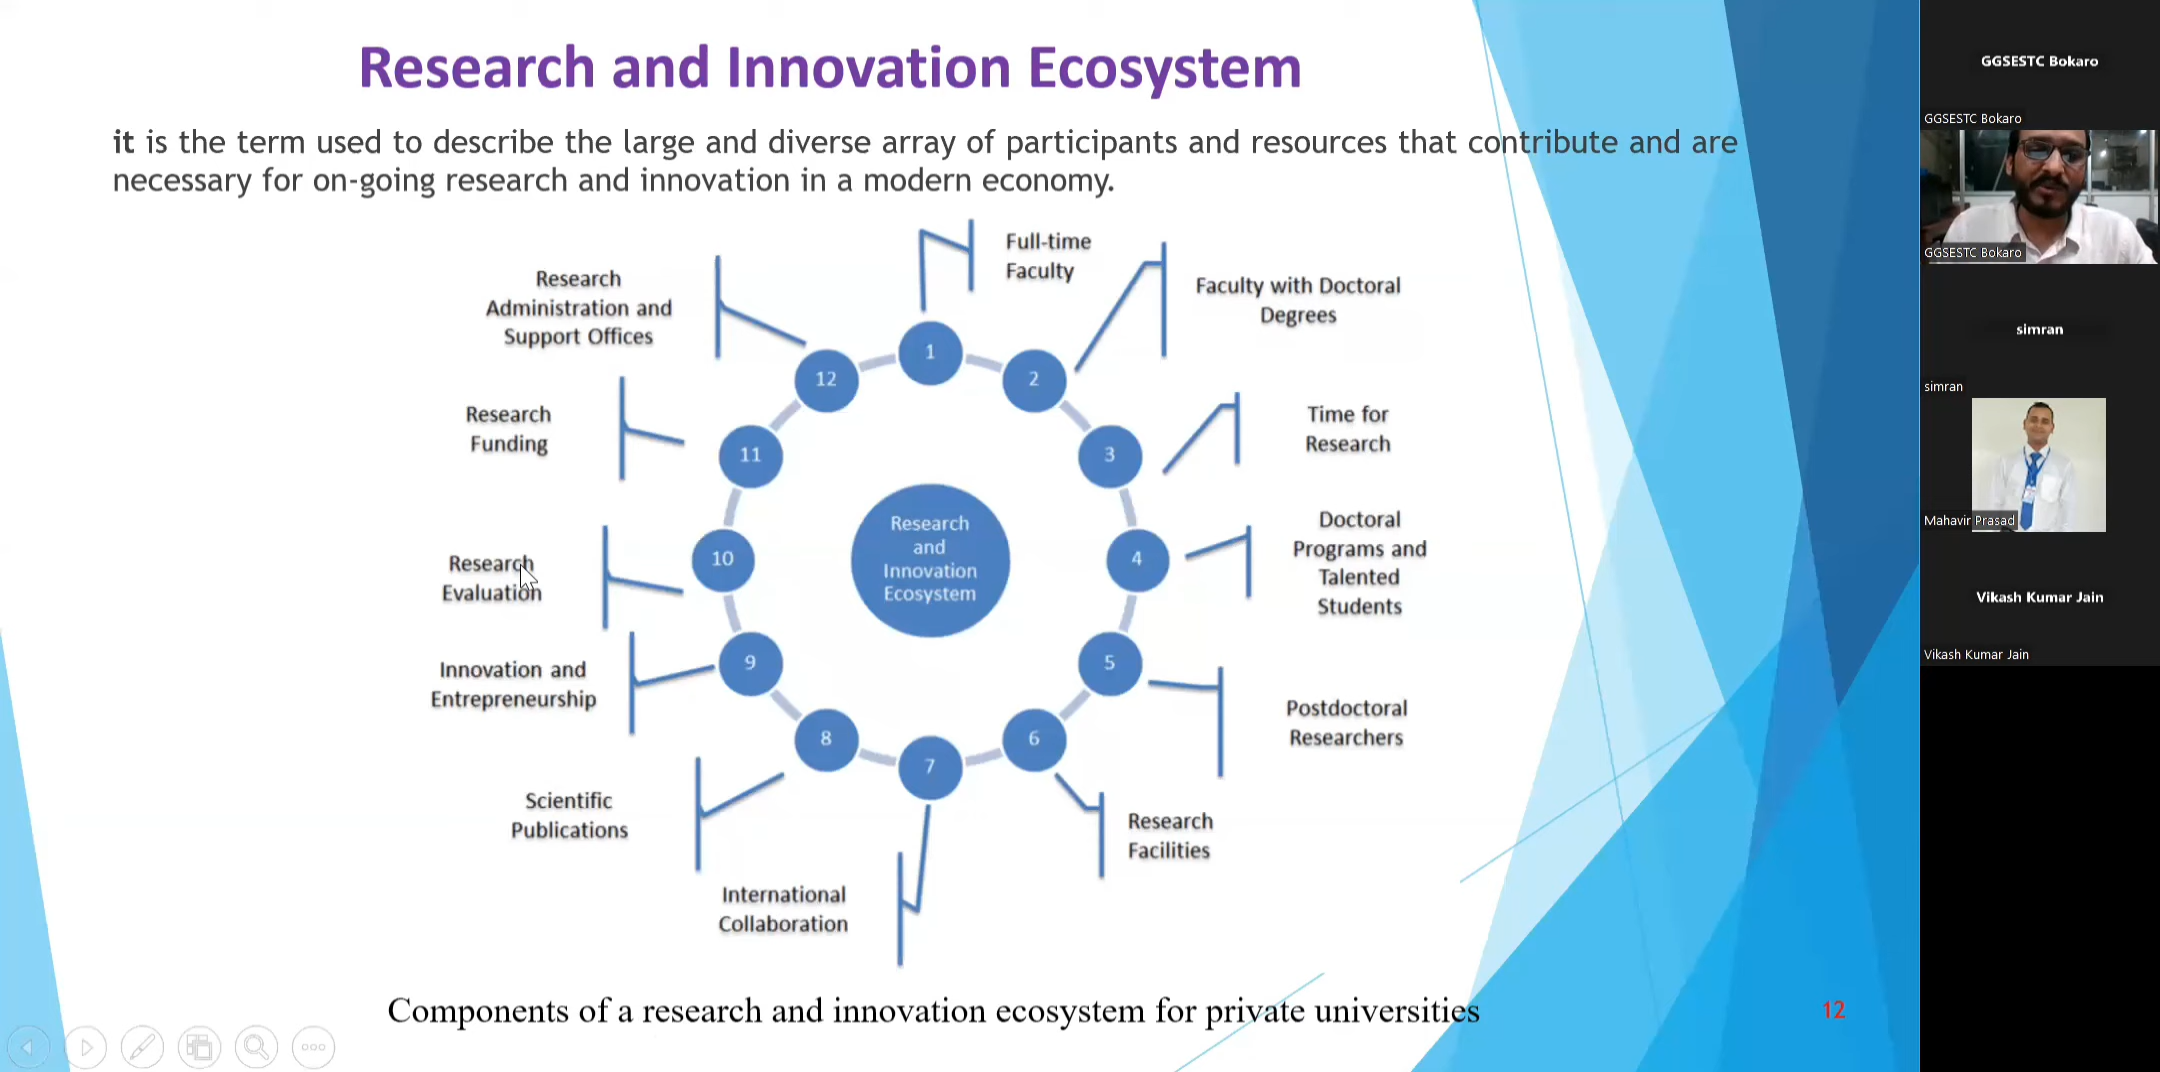 Research and Innovation Ecosystem
it is the term used to describe the large and diverse array of participants and resources that contribute and are
necessary for on-going research and innovation in a modern economy.
Full-time
Faculty
Faculty with Doctoral
Degrees
Time for
Research
Doctoral
Programs and
Talented
Students
Postdoctoral
Researchers
Research
Facilities
International
Collaboration
Scientific
Publications
Innovation and
Entrepreneurship
Research
Evaluation
Research
Funding
Research
Administration and
Support Offices
1
2
3
4
5
6
7
8
9
10
11
12
Research
and
Innovation
Ecosystem
Components of a research and innovation ecosystem for private universities
12
GGSESTC Bokaro
GGSESTC Bokaro
GGSESTC Bokaro
simran
simran
Mahavir Prasad
Vikash Kumar Jain
Vikash Kumar Jain